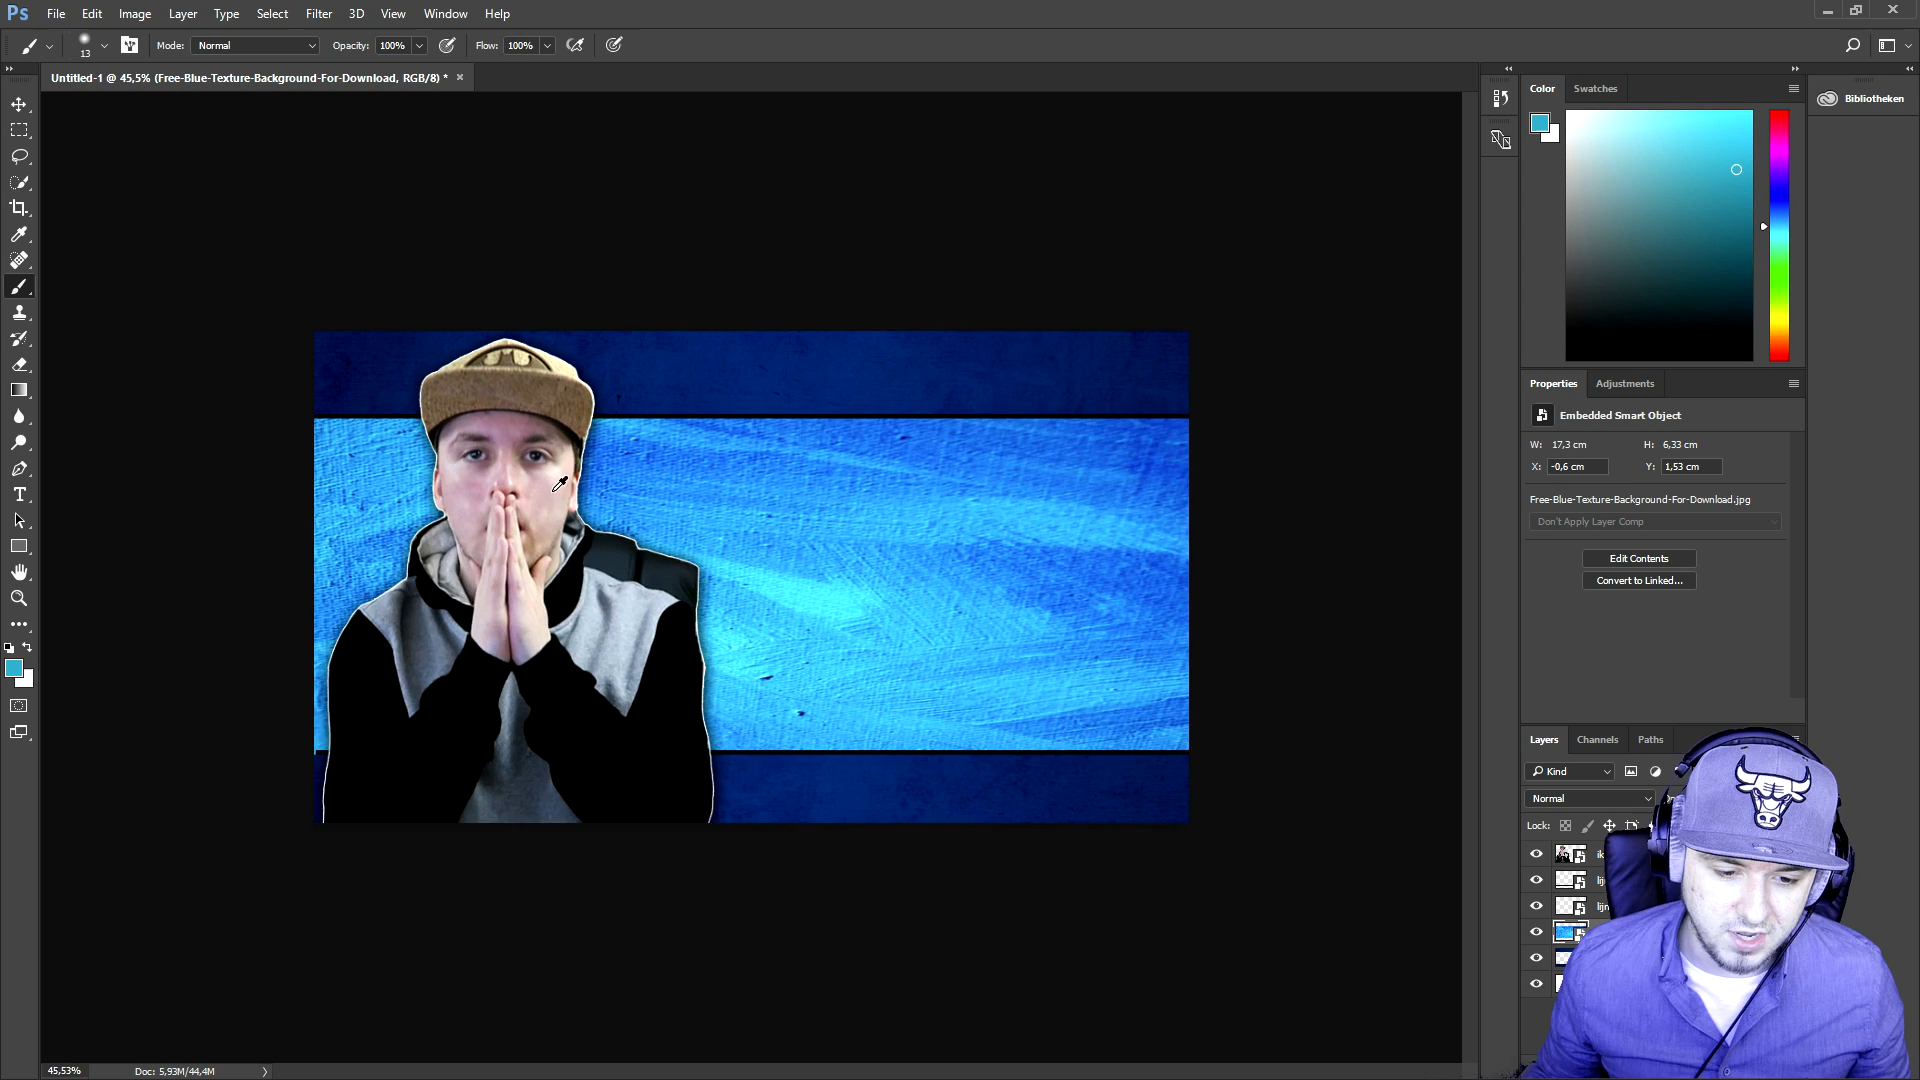 Ps File Edit Image Layer Type Select Filter 3D View Window Help
13 Mode: Normal Opacity: 100% Flow: 100%
Untitled-1 @ 45,5% (Free-Blue-Texture-Background-For-Download, RGB/8) * ×
Color Swatches
Bibliotheken
Properties Adjustments
Embedded Smart Object
W: 17,3 cm H: 6,33 cm
X: -0,6 cm Y: 1,53 cm
Free-Blue-Texture-Background-For-Download.jpg
Don't Apply Layer Comp
Edit Contents
Convert to Linked...
Layers Channels Paths
Kind
Normal
Lock:
ik
lij
lijn
45,53% Doc: 5,93M/44,4M